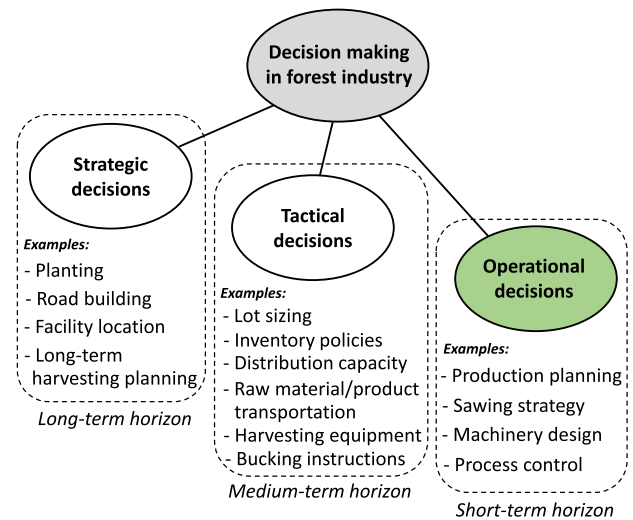 Decision making
in forest industry
Strategic
decisions
Examples:
- Planting
- Road building
- Facility location
- Long-term
harvesting planning
Long-term horizon
Tactical
decisions
Examples:
- Lot sizing
- Inventory policies
- Distribution capacity
- Raw material/product
transportation
- Harvesting equipment
- Bucking instructions
Medium-term horizon
Operational
decisions
Examples:
- Production planning
- Sawing strategy
- Machinery design
- Process control
Short-term horizon